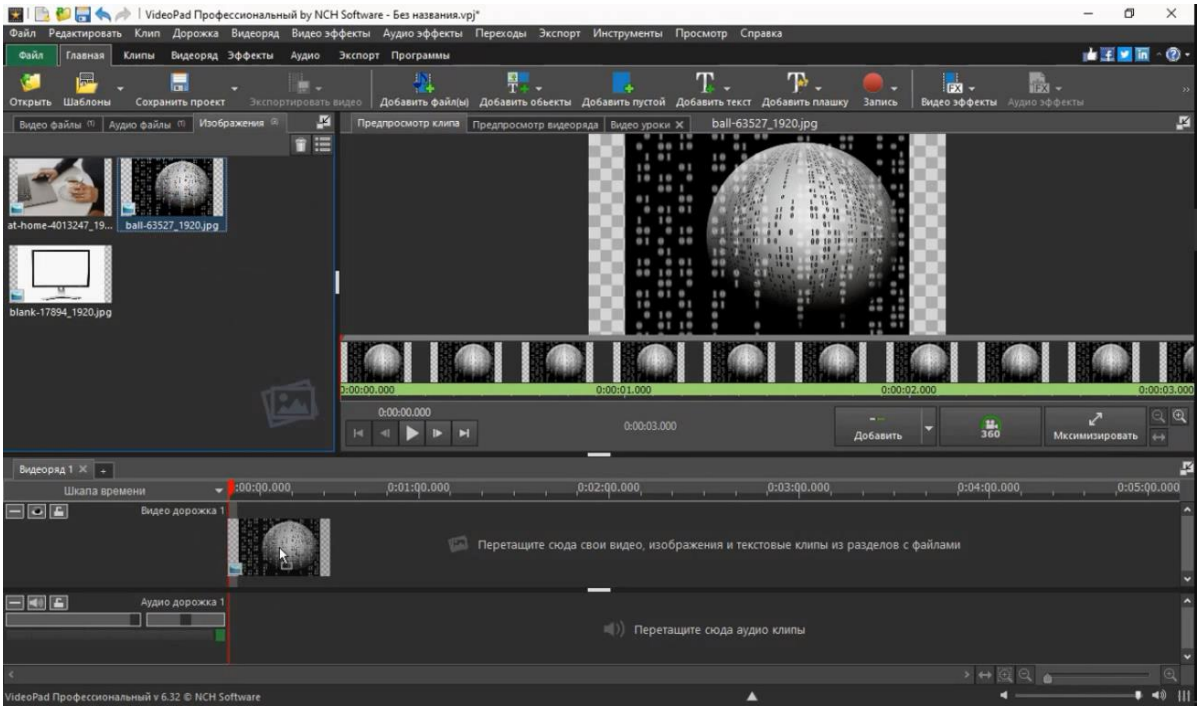 VideoPad Профессиональный by NCH Software - Без названия.vpj*
Файл Редактировать Клип Дорожка Видеоряд Видео эффекты Аудио эффекты Переходы Экспорт Инструменты Просмотр Справка
Файл Главная Клипы Видеоряд Эффекты Аудио Экспорт Программы
Открыть Шаблоны Сохранить проект Экспортировать видео Добавить файл(ы) Добавить обьекты Добавить пустой Добавить текст Добавить плашку Запись Видео эффекты Аудио эффекты
Видео файлы Аудио файлы Изображения Предпросмотр клипа Предпросмотр видеоряда Видео уроки ball-63527_1920.jpg
at-home-4013247_19... ball-63527_1920.jpg
blank-17894_1920.jpg
0:00:00.000 0:00:01.000 0:00:02.000 0:00:03.000
0:00:00.000
0:00:03.000
Добавить 360 Мксимизировать
Видеоряд 1
Шкала времени :00:00.000 0:01:00.000 0:02:00.000 0:03:00.000 0:04:00.000 0:05:00.000
Видео дорожка 1
Перетащите сюда свои видео, изображения и текстовые клипы из разделов с файлами
Аудио дорожка 1
Перетащите сюда аудио клипы
VideoPad Профессиональный v 6.32 © NCH Software